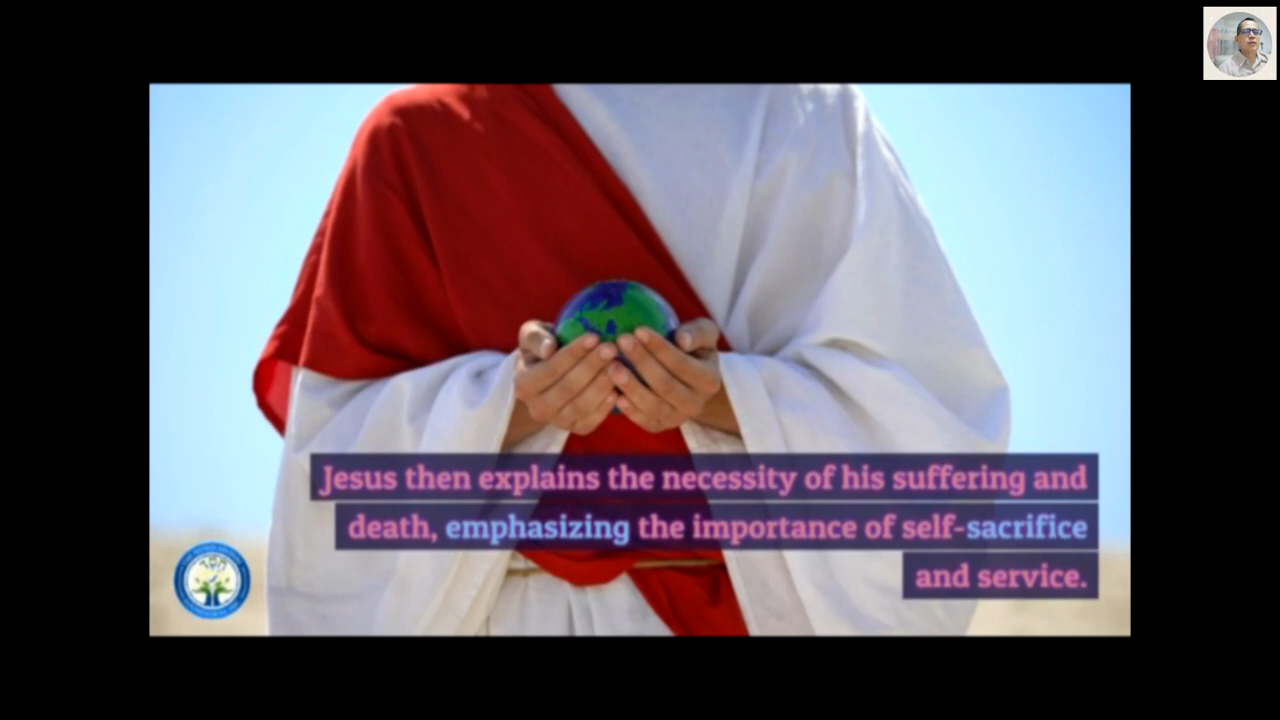 Jesus then explains the necessity of his suffering and
death, emphasizing the importance of self-sacrifice
and service.